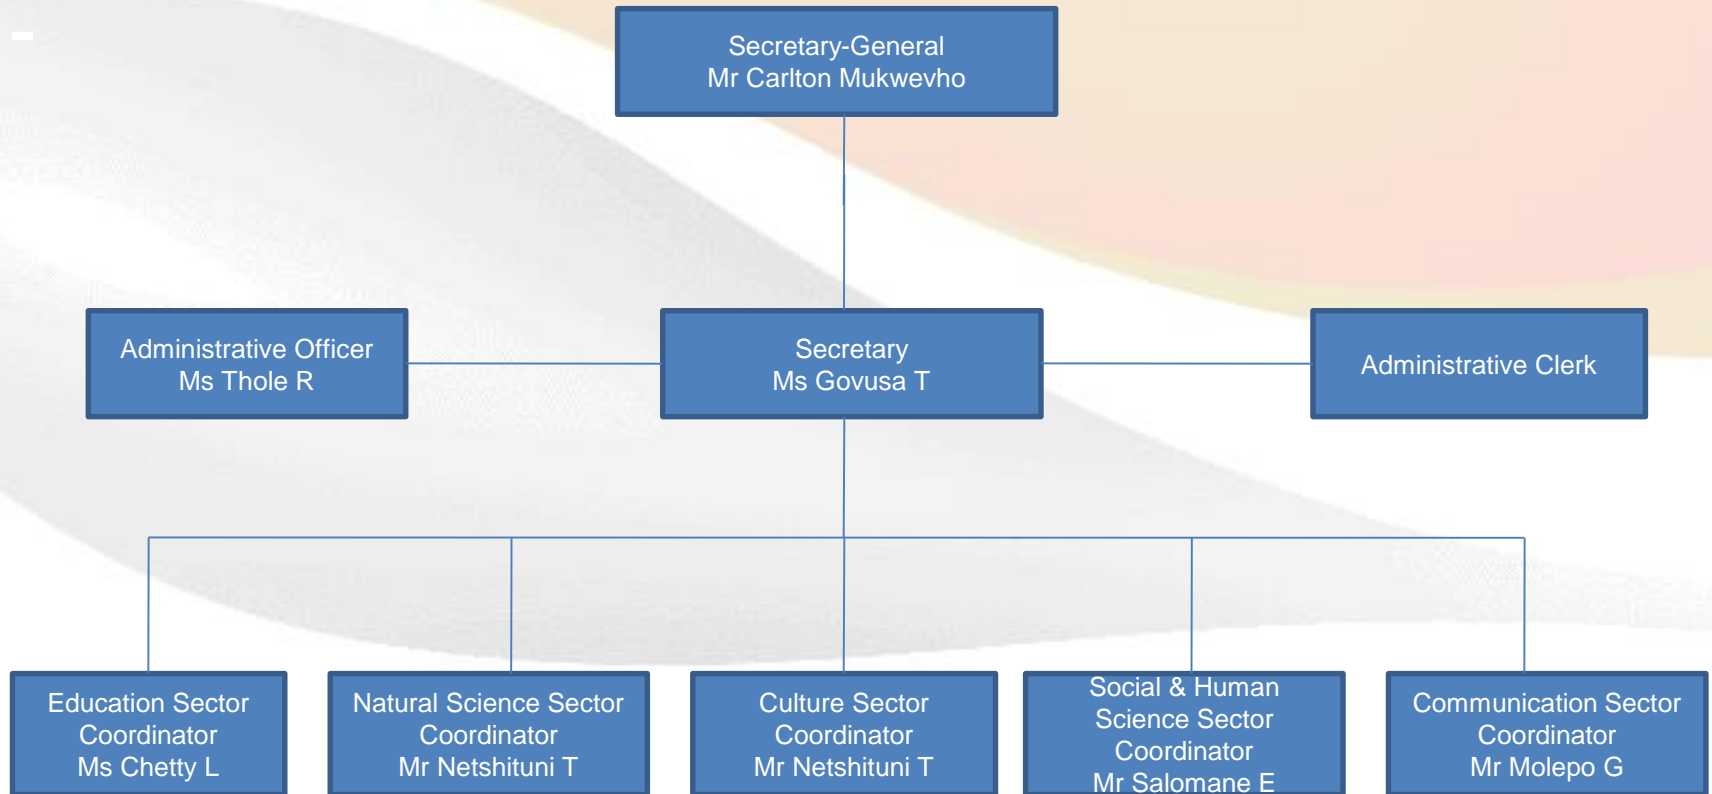 Secretary-General
Mr Carlton Mukwevho
Administrative Officer
Ms Thole R
Secretary
Ms Govusa T
Administrative Clerk
Education Sector
Coordinator
Ms Chetty L
Natural Science Sector
Coordinator
Mr Netshituni T
Culture Sector
Coordinator
Mr Netshituni T
Social & Human
Science Sector
Coordinator
Mr Salomane E
Communication Sector
Coordinator
Mr Molepo G